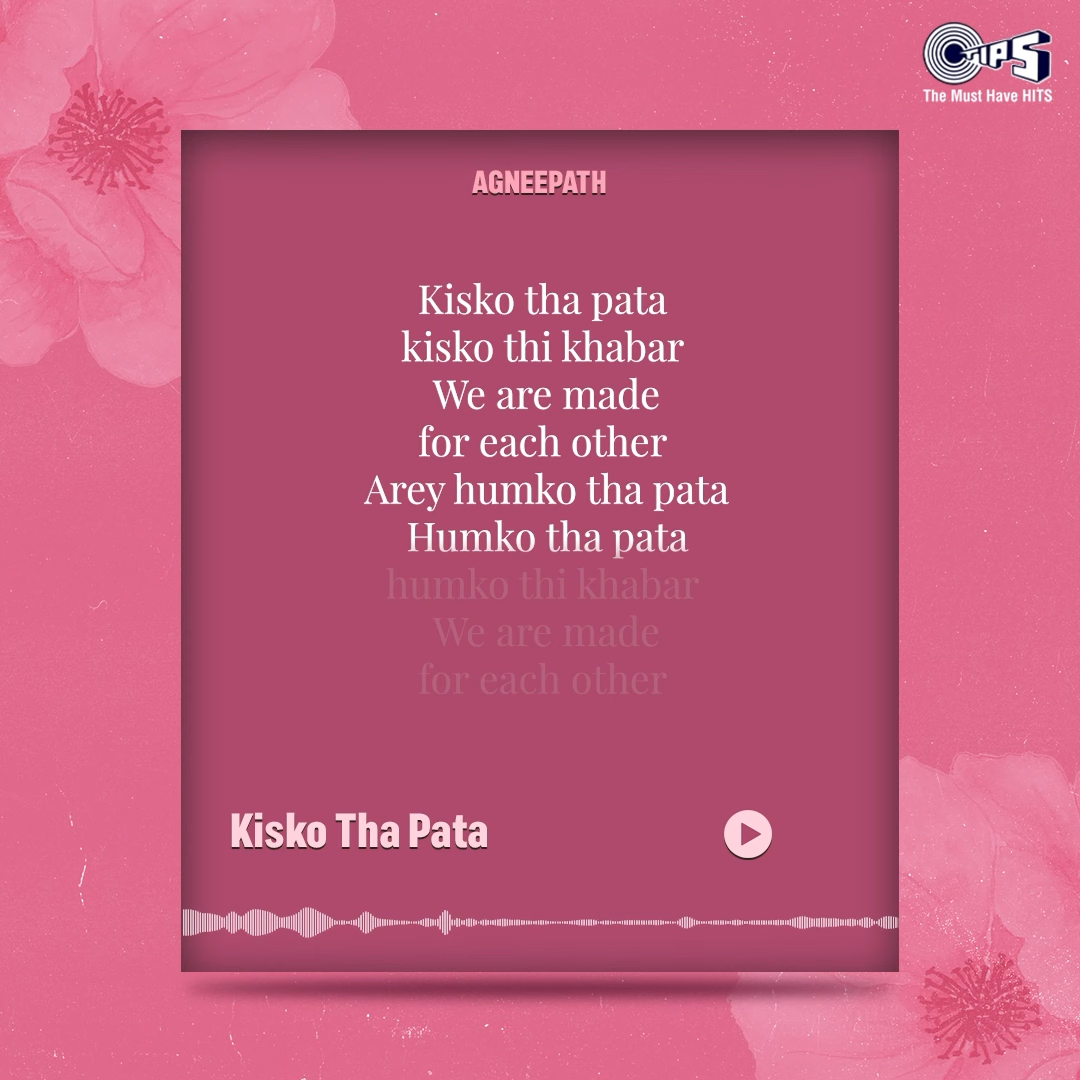 TIPS
The Must Have HITS
AGNEEPATH
Kisko tha pata
kisko thi khabar
We are made
for each other
Arey humko tha pata
Humko tha pata
humko thi khabar
We are made
for each other
Kisko Tha Pata